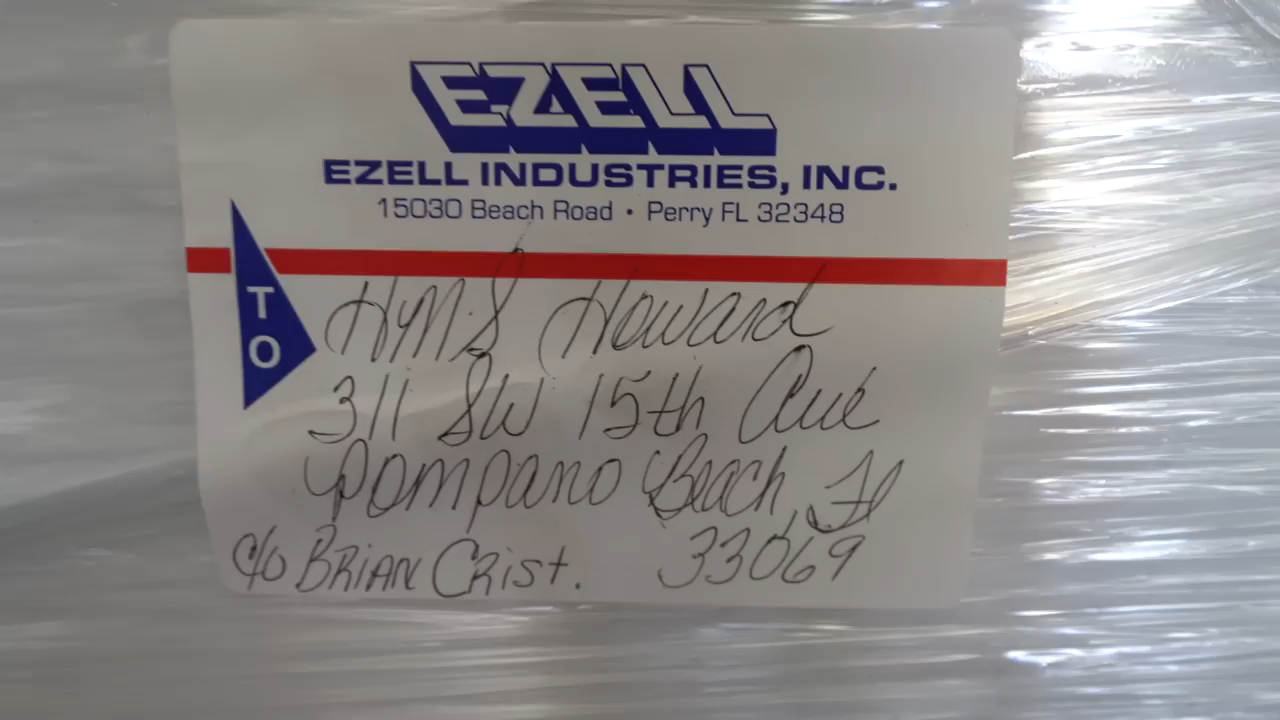 EZELL
EZELL INDUSTRIES, INC.
15030 Beach Road • Perry FL 32348
TO
HYMS Howard
311 SW 15th Ave
Pompano Beach, Fl
c/o BRIAN CRist. 33069